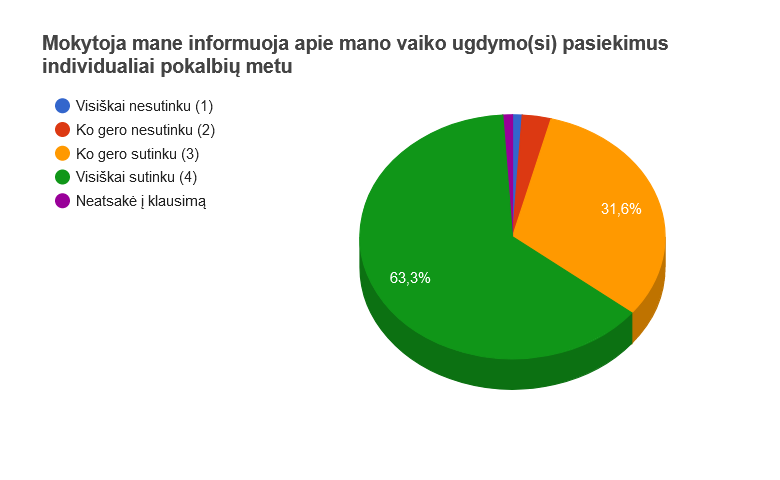 Mokytoja mane informuoja apie mano vaiko ugdymo(si) pasiekimus
individualiai pokalbių metu
Visiškai nesutinku (1)
Ko gero nesutinku (2)
Ko gero sutinku (3)
Visiškai sutinku (4)
Neatsakė į klausimą
31,6%
63,3%